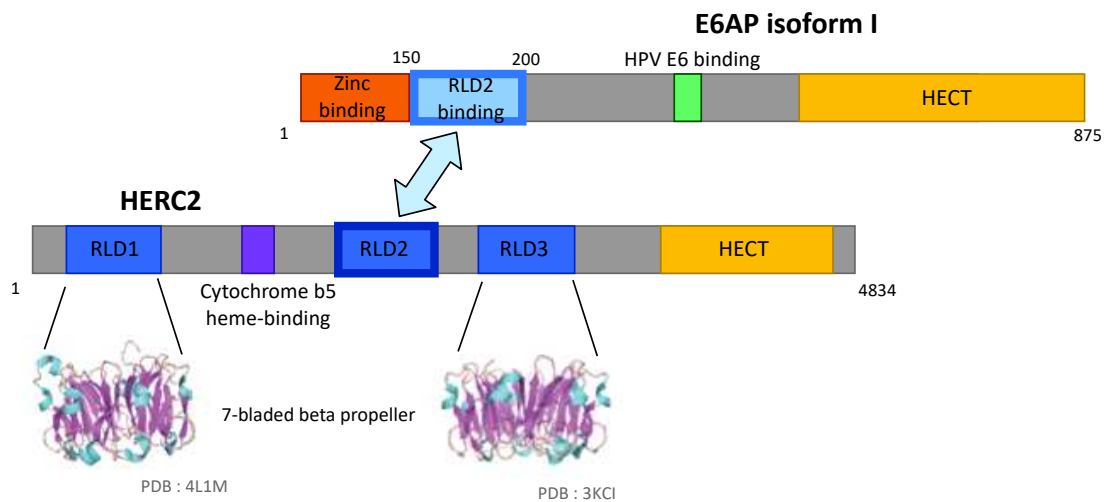 E6AP isoform I
150
200
HPV E6 binding
Zinc
binding
RLD2
binding
HECT
1
875
HERC2
RLD1
RLD2
RLD3
HECT
1
4834
Cytochrome b5
heme-binding
7-bladed beta propeller
PDB : 4L1M
PDB : 3KCI